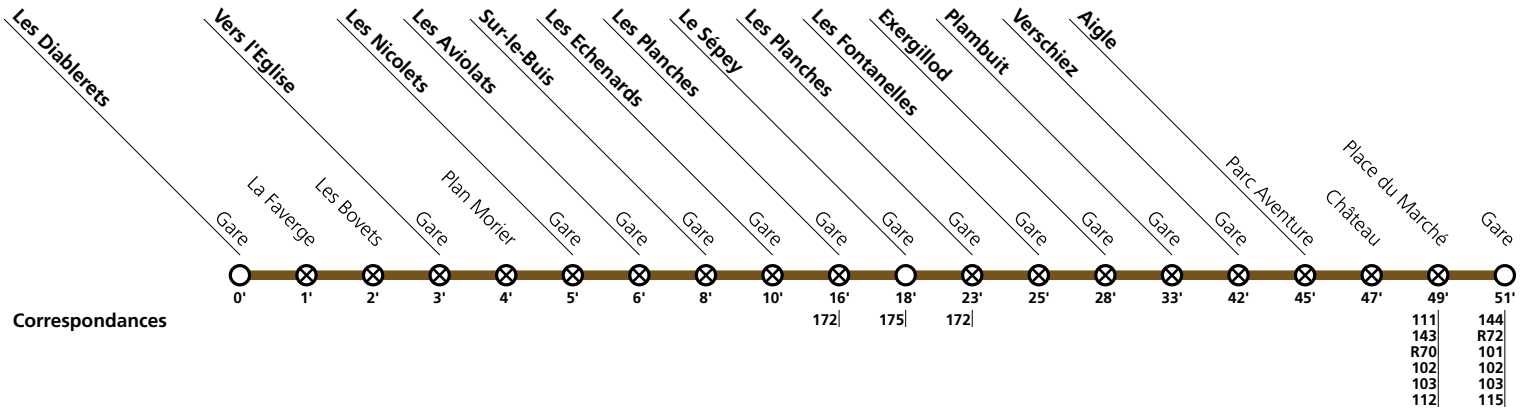 Les Diablerets
Vers l'Eglise
Les Nicolets
Les Aviolats
Sur-le-Buis
Les Echenards
Les Planches
Le Sépey
Les Planches
Les Fontanelles
Exergillod
Plambuit
Verschiez
Aigle
Gare
La Faverge
Les Bovets
Gare
Plan Morier
Gare
Gare
Gare
Gare
Gare
Gare
Gare
Gare
Gare
Gare
Gare
Parc Aventure
Château
Place du Marché
Gare
0' 1' 2' 3' 4' 5' 6' 8' 10' 16' 18' 23' 25' 28' 33' 42' 45' 47' 49' 51'
Correspondances 172 175 172 111 144
143 R72
R70 101
102 102
103 103
112 115